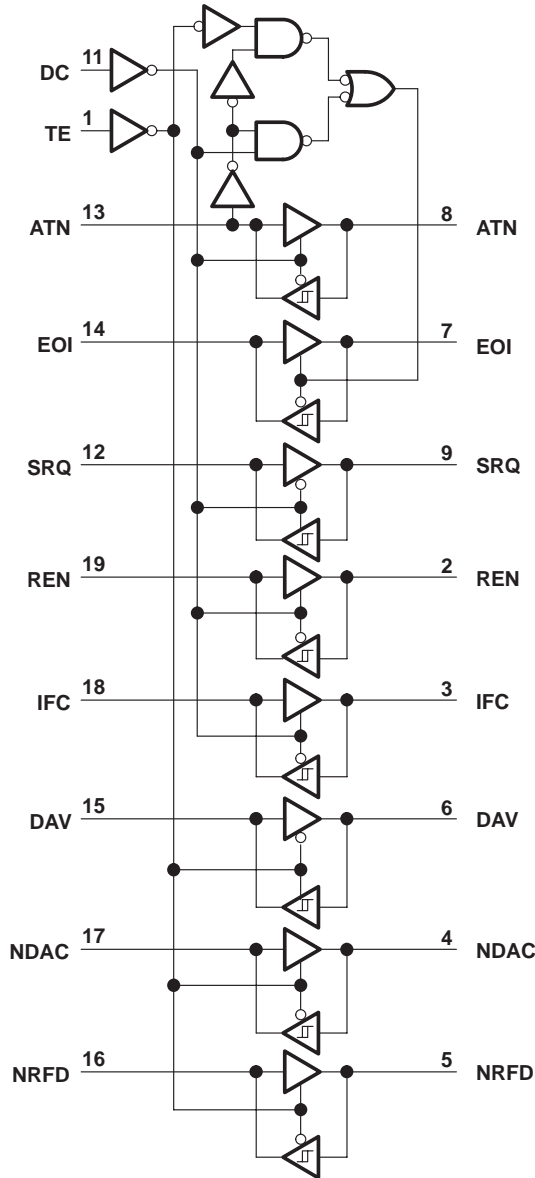 DC 11
TE 1
ATN 13 8 ATN
EOI 14 7 EOI
SRQ 12 9 SRQ
REN 19 2 REN
IFC 18 3 IFC
DAV 15 6 DAV
NDAC 17 4 NDAC
NRFD 16 5 NRFD